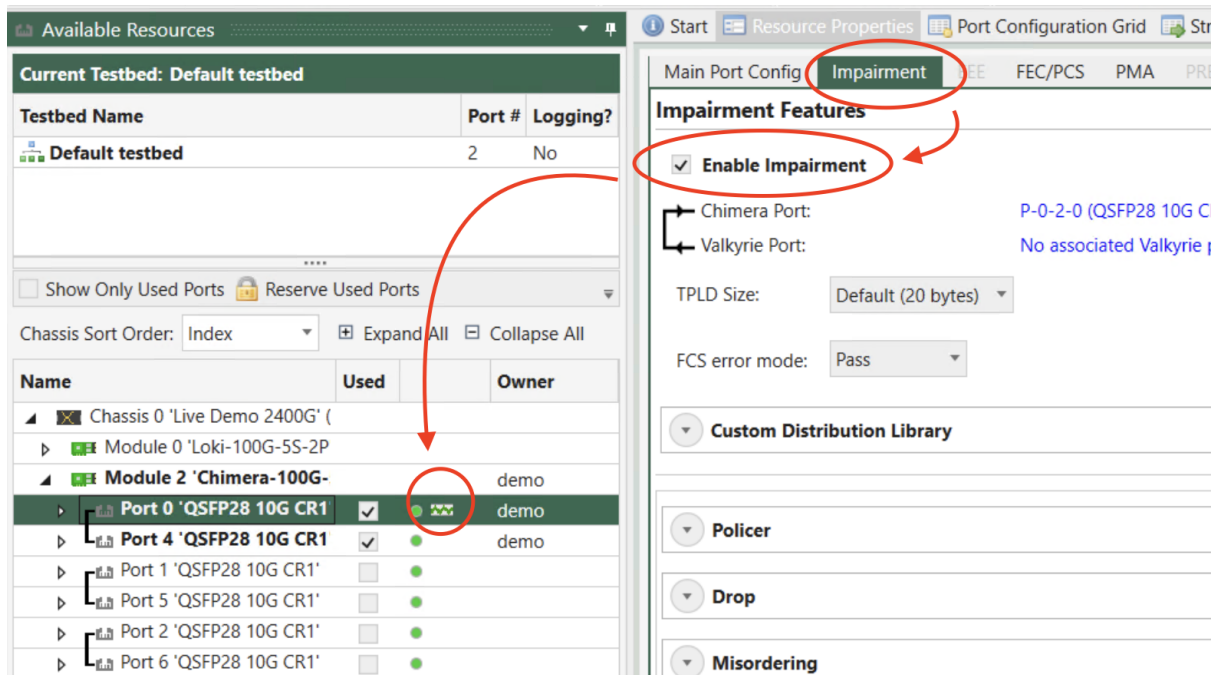 Available Resources
Current Testbed: Default testbed
Testbed Name Port # Logging?
Default testbed 2 No
Show Only Used Ports Reserve Used Ports
Chassis Sort Order: Index Expand All Collapse All
Name Used Owner
Chassis 0 'Live Demo 2400G' (
Module 0 'Loki-100G-5S-2P
Module 2 'Chimera-100G- demo
Port 0 'QSFP28 10G CR1 demo
Port 4 'QSFP28 10G CR1 demo
Port 1 'QSFP28 10G CR1'
Port 5 'QSFP28 10G CR1'
Port 2 'QSFP28 10G CR1'
Port 6 'QSFP28 10G CR1'
Start Resource Properties Port Configuration Grid
Main Port Config Impairment EEE FEC/PCS PMA
Impairment Features
Enable Impairment
Chimera Port: P-0-2-0 (QSFP28 10G
Valkyrie Port: No associated Valkyrie
TPLD Size: Default (20 bytes)
FCS error mode: Pass
Custom Distribution Library
Policer
Drop
Misordering